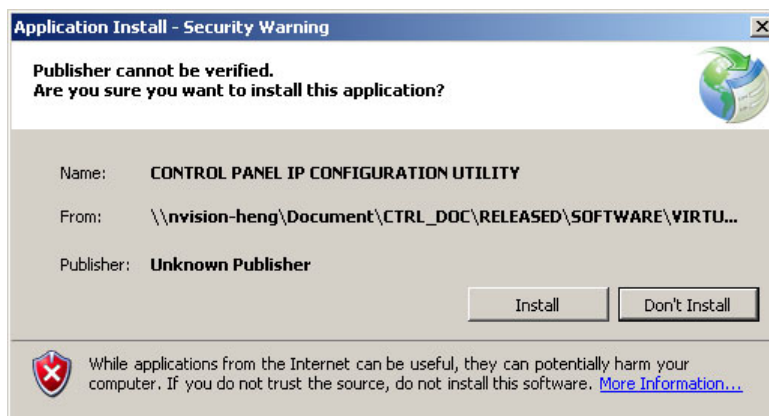 Application Install - Security Warning
Publisher cannot be verified.
Are you sure you want to install this application?
Name: CONTROL PANEL IP CONFIGURATION UTILITY
From: \\nvision-heng\Document\CTRL_DOC\RELEASED\SOFTWARE\VIRTU...
Publisher: Unknown Publisher
Install Don't Install
While applications from the Internet can be useful, they can potentially harm your
computer. If you do not trust the source, do not install this software. More Information...